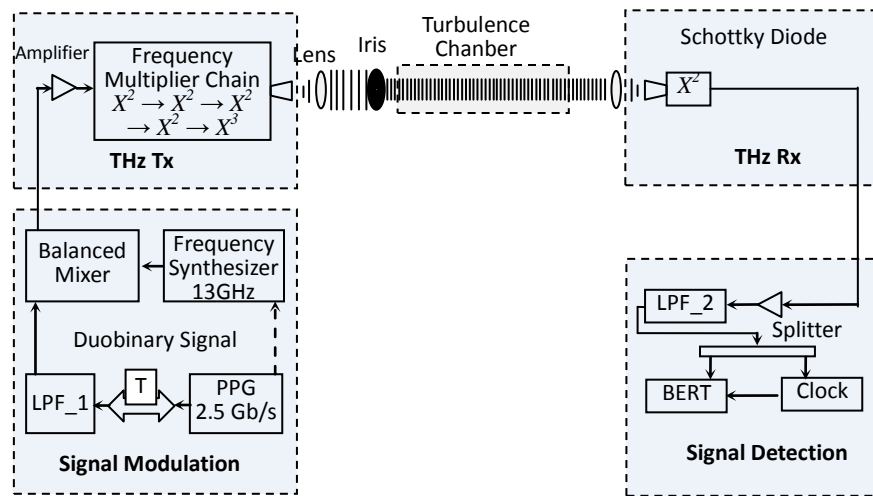 Amplifier
Frequency
Multiplier Chain
X² → X² → X²
→ X² → X³
THz Tx
Lens
Iris
Turbulence
Chanber
Schottky Diode
X²
THz Rx
Balanced
Mixer
Frequency
Synthesizer
13GHz
Duobinary Signal
LPF_1
T
PPG
2.5 Gb/s
Signal Modulation
LPF_2
Splitter
BERT
Clock
Signal Detection